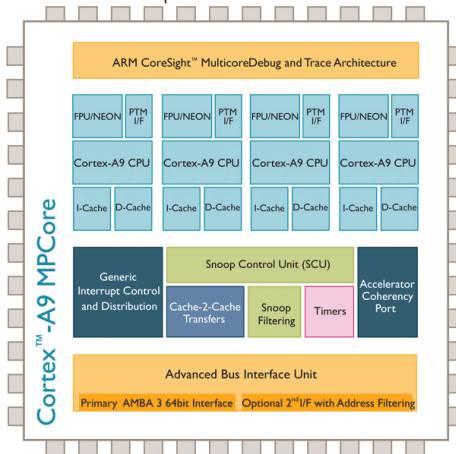 ARM CoreSight™ MulticoreDebug and Trace Architecture
FPU/NEON PTM I/F FPU/NEON PTM I/F FPU/NEON PTM I/F FPU/NEON PTM I/F
Cortex-A9 CPU Cortex-A9 CPU Cortex-A9 CPU Cortex-A9 CPU
I-Cache D-Cache I-Cache D-Cache I-Cache D-Cache I-Cache D-Cache
Cortex™-A9 MPCore
Generic
Interrupt Control
and Distribution
Snoop Control Unit (SCU)
Cache-2-Cache
Transfers
Snoop
Filtering
Timers
Accelerator
Coherency
Port
Advanced Bus Interface Unit
Primary AMBA 3 64bit Interface
Optional 2nd I/F with Address Filtering